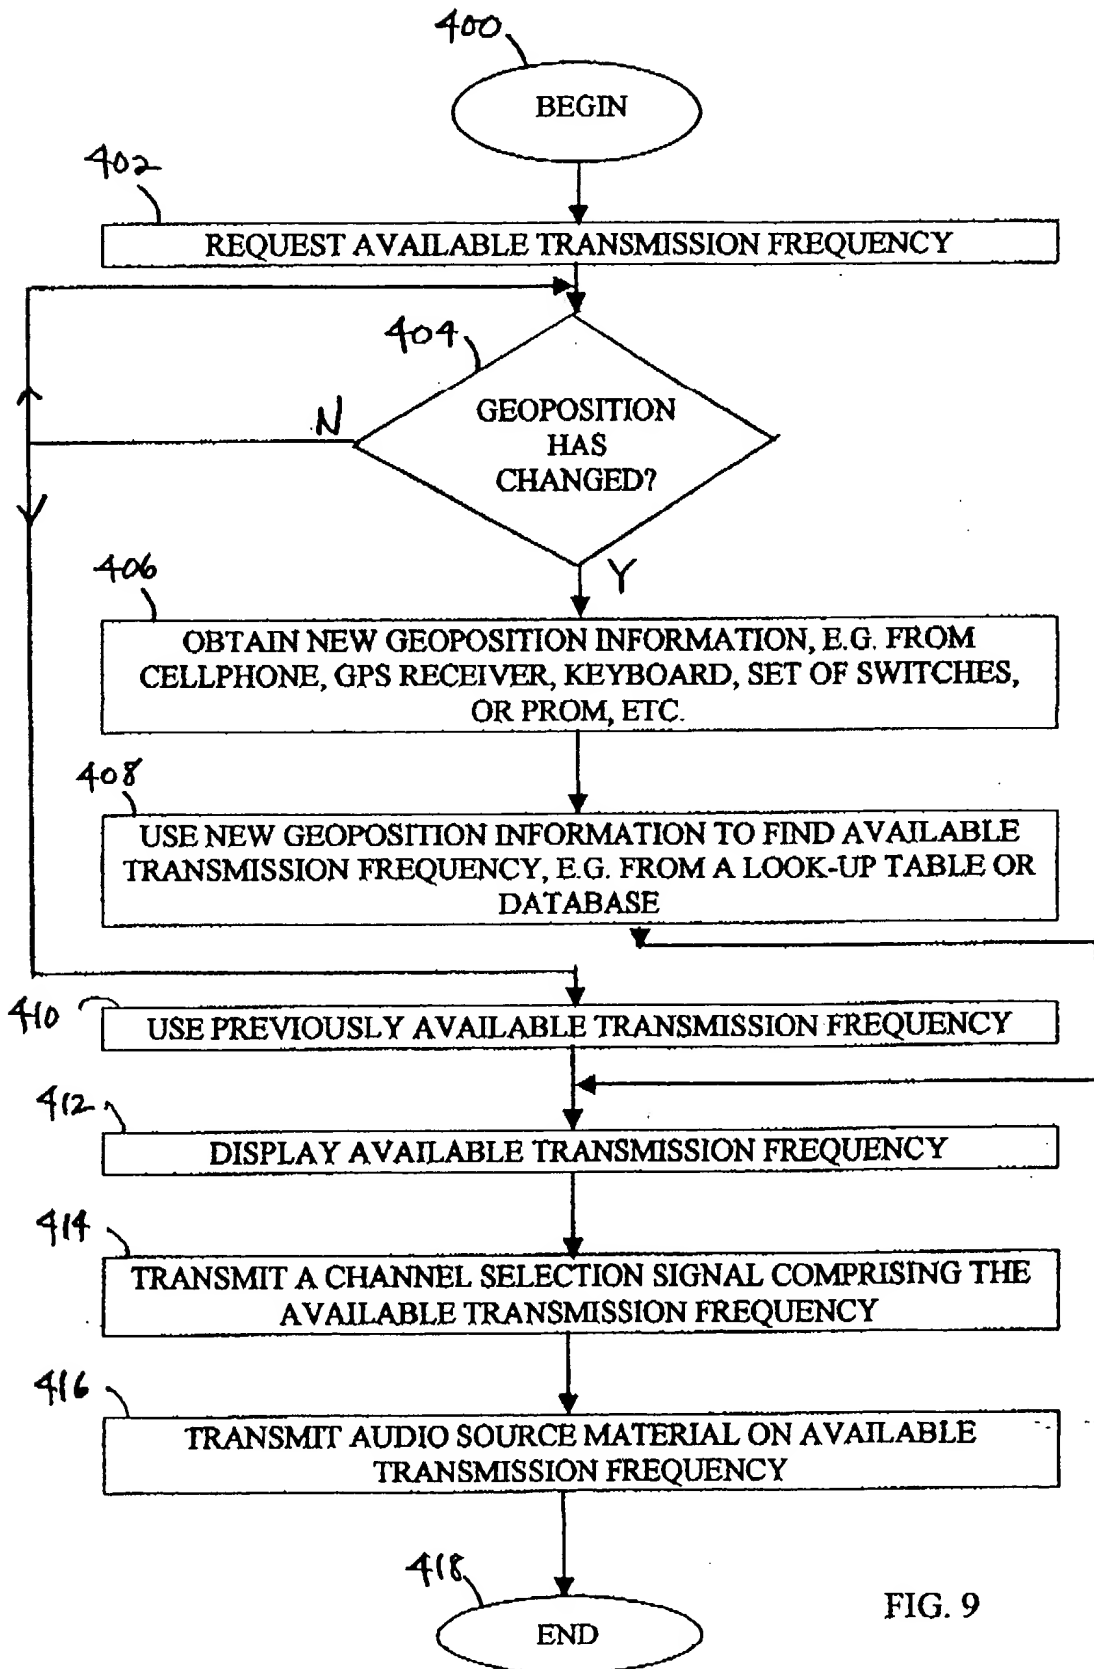 400
BEGIN
402
REQUEST AVAILABLE TRANSMISSION FREQUENCY
404
GEOPOSITION
HAS
CHANGED?
N
Y
406
OBTAIN NEW GEOPOSITION INFORMATION, E.G. FROM
CELLPHONE, GPS RECEIVER, KEYBOARD, SET OF SWITCHES,
OR PROM, ETC.
408
USE NEW GEOPOSITION INFORMATION TO FIND AVAILABLE
TRANSMISSION FREQUENCY, E.G. FROM A LOOK-UP TABLE OR
DATABASE
410
USE PREVIOUSLY AVAILABLE TRANSMISSION FREQUENCY
412
DISPLAY AVAILABLE TRANSMISSION FREQUENCY
414
TRANSMIT A CHANNEL SELECTION SIGNAL COMPRISING THE
AVAILABLE TRANSMISSION FREQUENCY
416
TRANSMIT AUDIO SOURCE MATERIAL ON AVAILABLE
TRANSMISSION FREQUENCY
418
END
FIG. 9